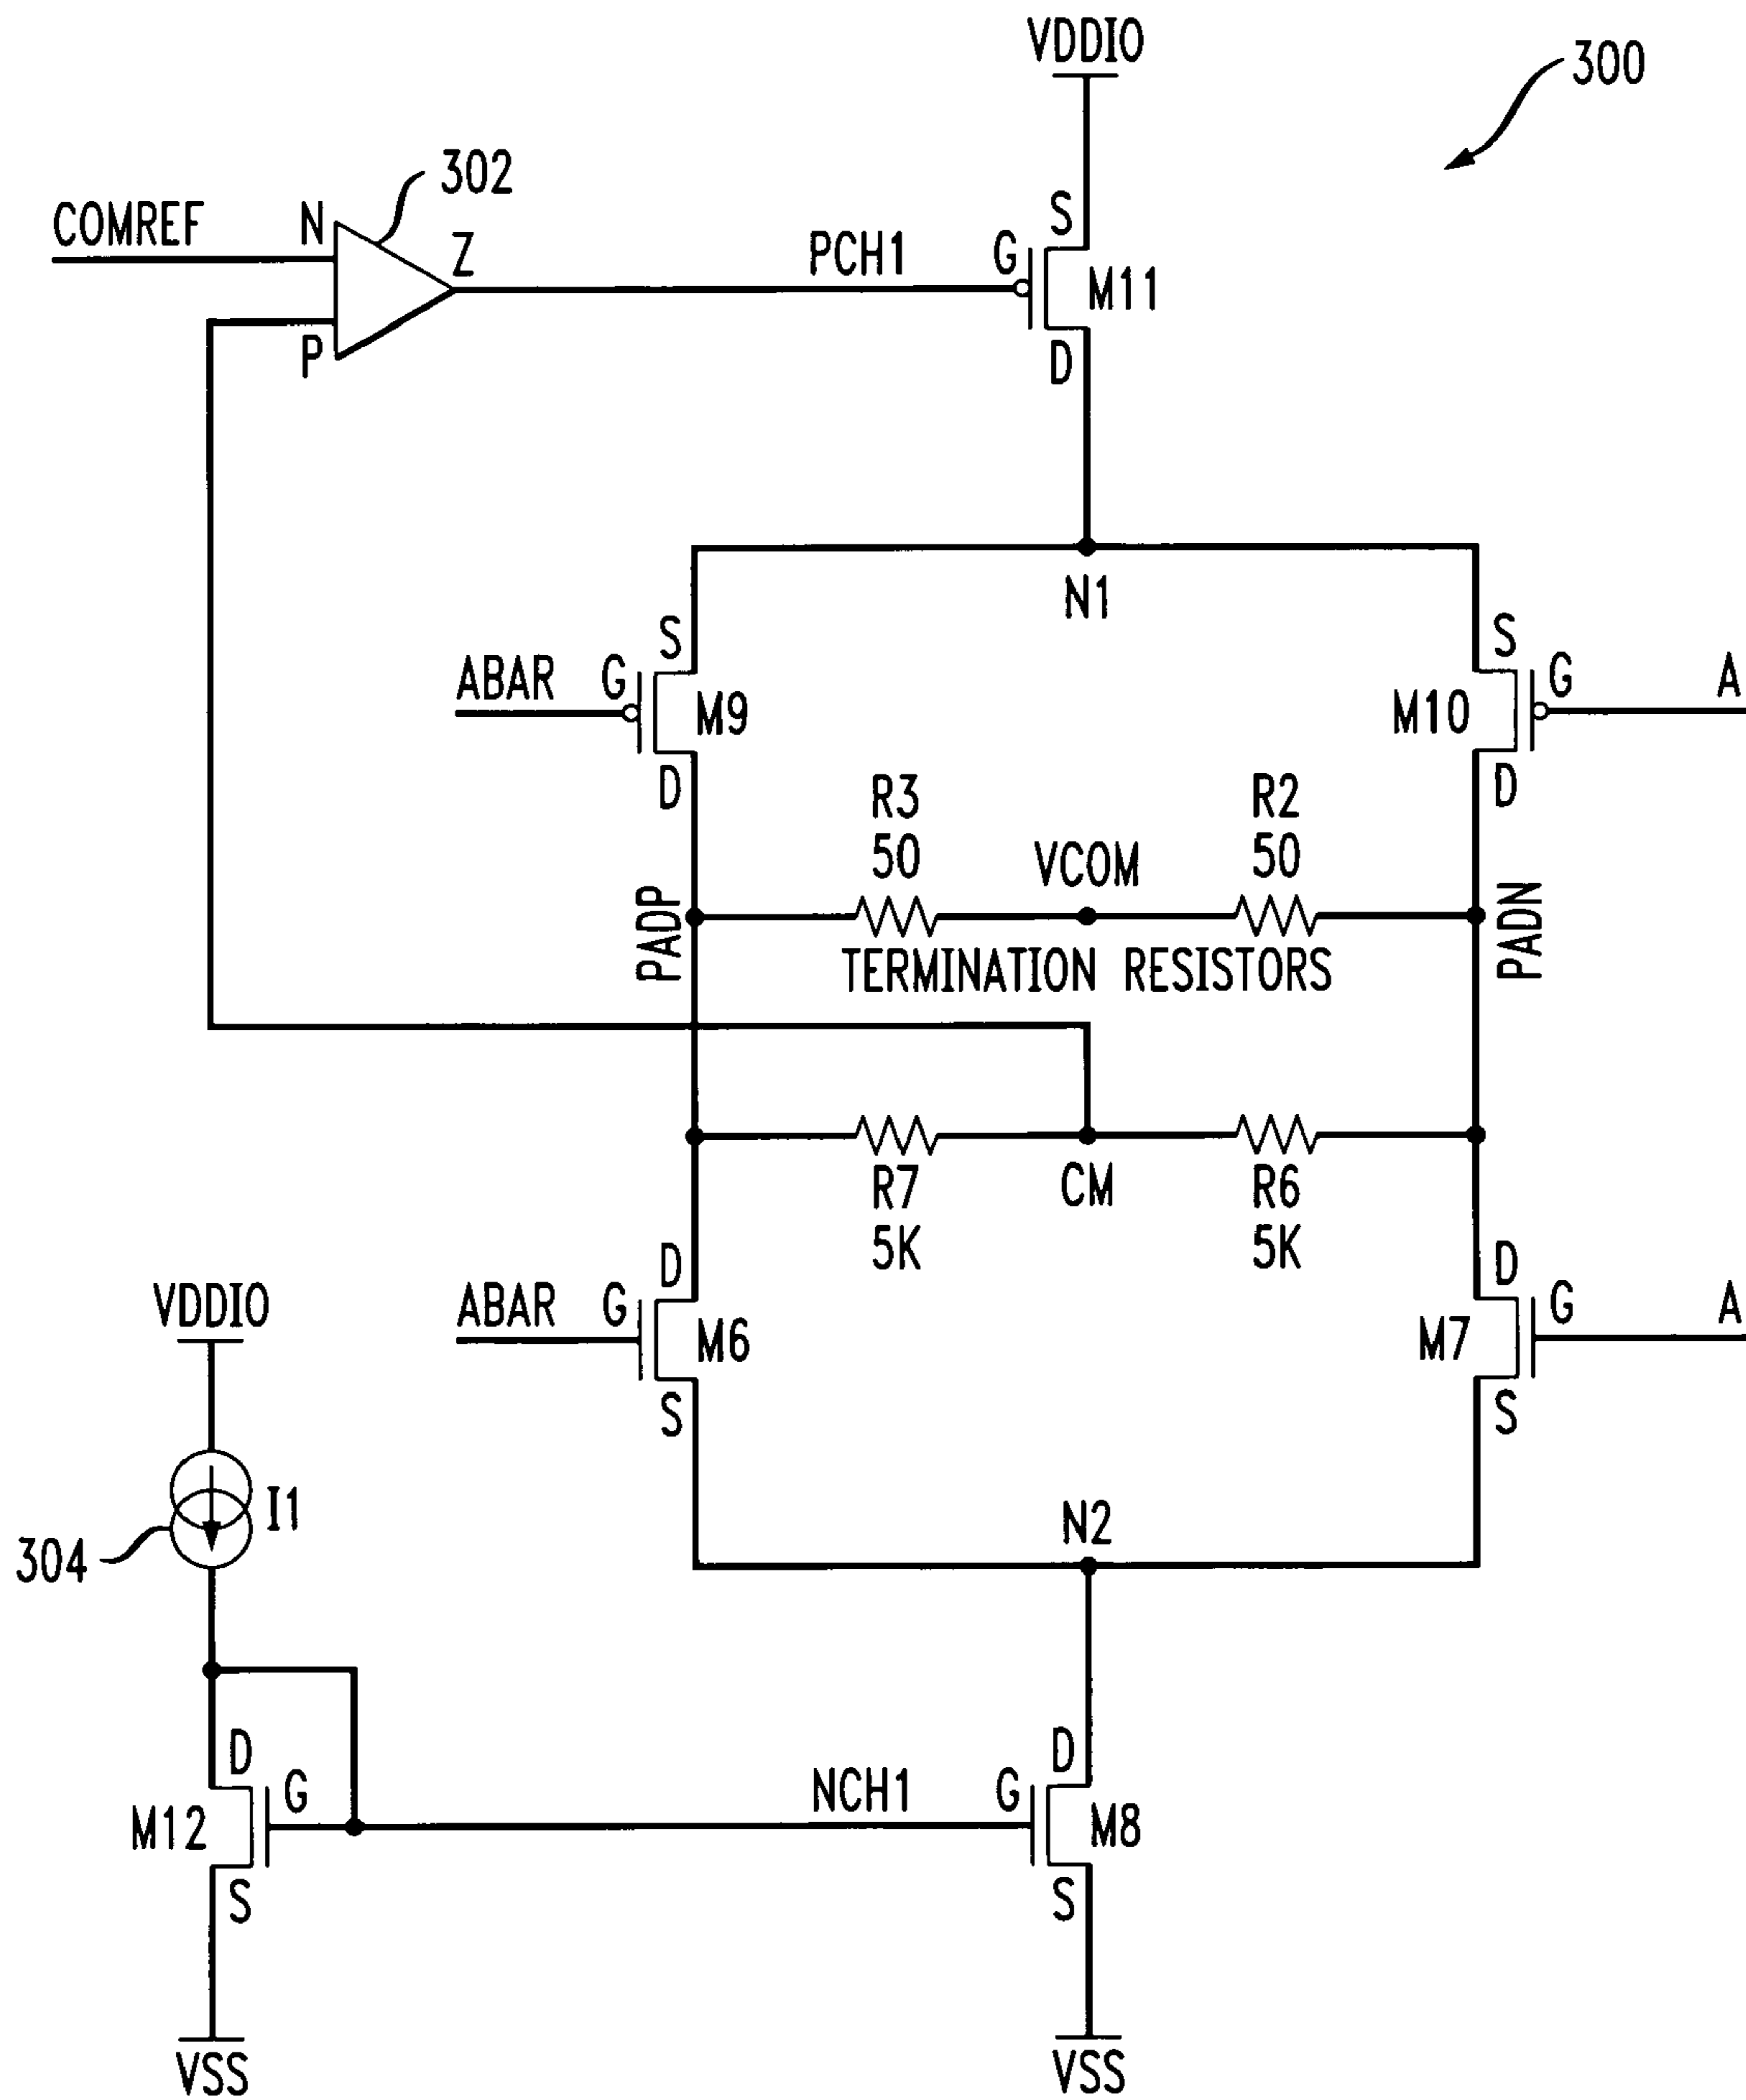 VDDIO
300
302
COMREF
N
Z
P
PCH1
S
G
M11
D
N1
S
ABAR
G
M9
D
S
G
A
M10
D
R3
50
VCOM
R2
50
PADP
PADN
TERMINATION RESISTORS
R7
5K
CM
R6
5K
VDDIO
ABAR
D
G
M6
S
D
G
A
M7
S
I1
304
N2
D
G
M12
S
NCH1
D
G
M8
S
VSS
VSS